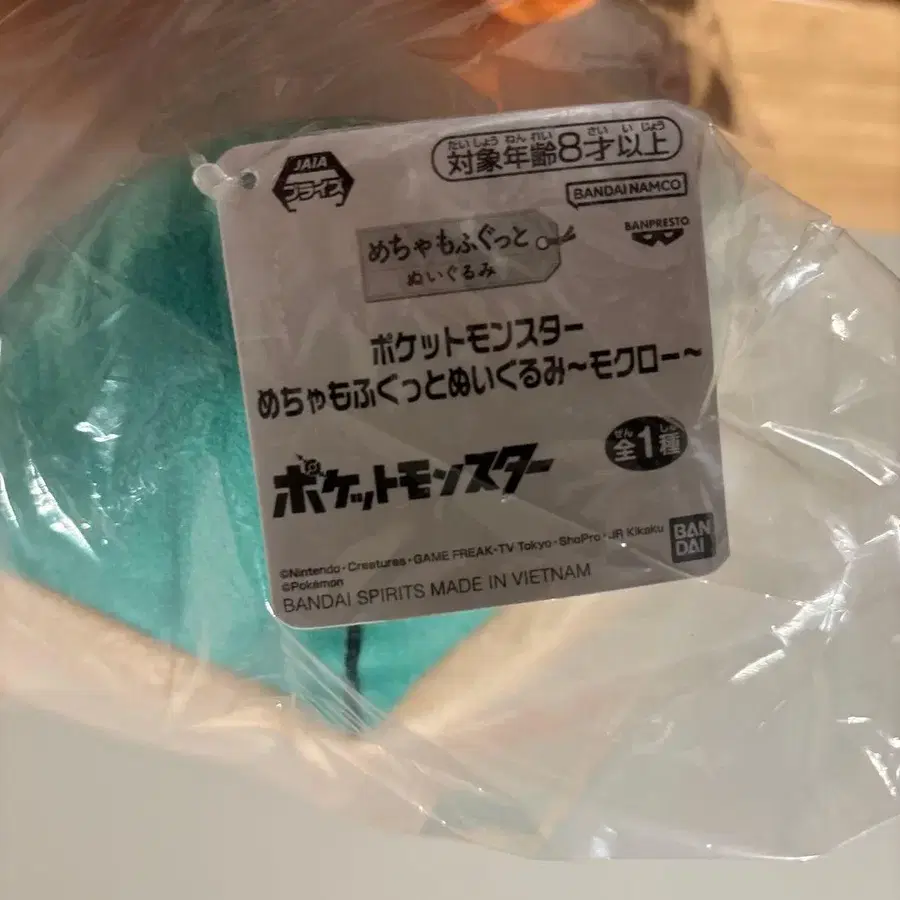 JAIA
プライズ
たいしょうねんれい さい い じょう
対象年齢8才以上
BANDAI NAMCO
BANPRESTO
めちゃもふぐっと
ぬいぐるみ
ポケットモンスター
めちゃもふぐっとぬいぐるみ〜モクロー〜
ぜん しゅ
全1種
ポケットモンスター
©Nintendo・Creatures・GAME FREAK・TV Tokyo・ShoPro・JR Kikaku
©Pokémon
BANDAI SPIRITS MADE IN VIETNAM
BAN
DAI